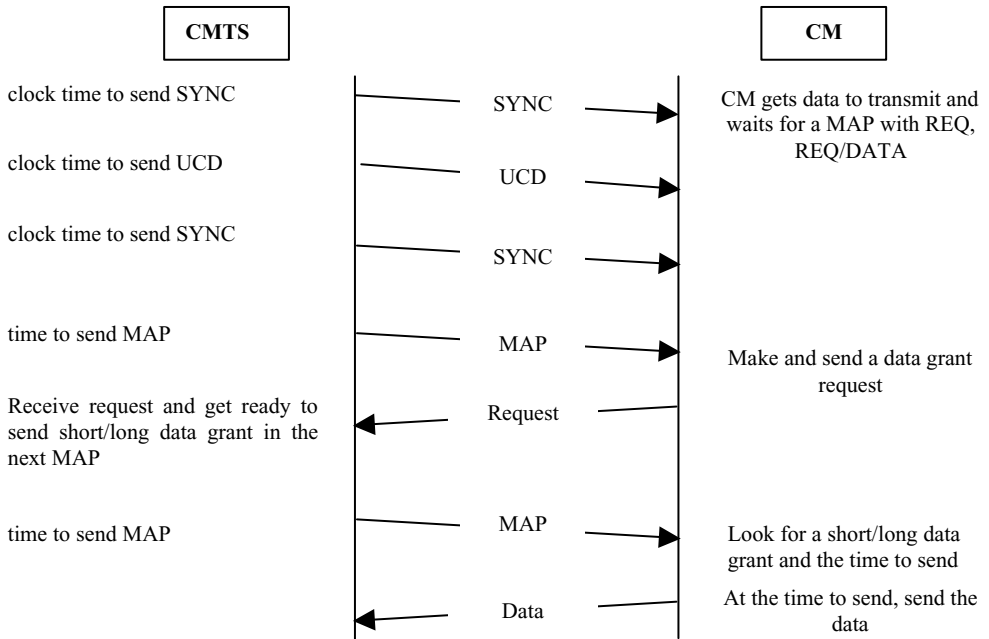 CMTS
CM
clock time to send SYNC
SYNC
CM gets data to transmit and
waits for a MAP with REQ,
REQ/DATA
clock time to send UCD
UCD
clock time to send SYNC
SYNC
time to send MAP
MAP
Make and send a data grant
request
Receive request and get ready to
send short/long data grant in the
next MAP
Request
time to send MAP
MAP
Look for a short/long data
grant and the time to send
Data
At the time to send, send the
data